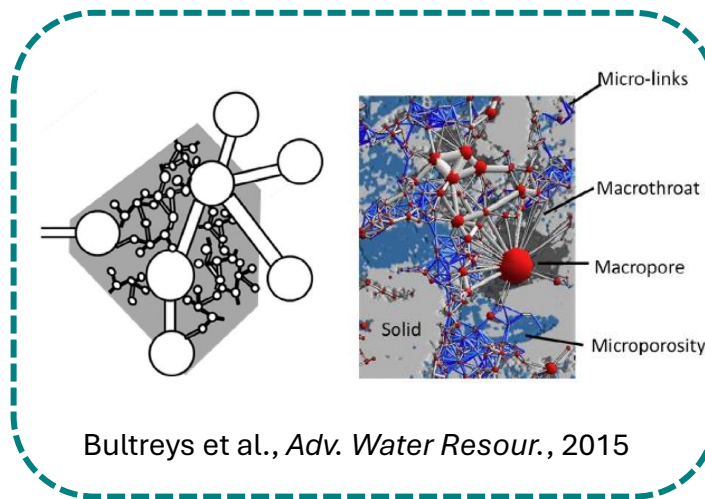 Micro-links
Macrothroat
Macropore
Solid
Microporosity
Bultreys et al., Adv. Water Resour., 2015